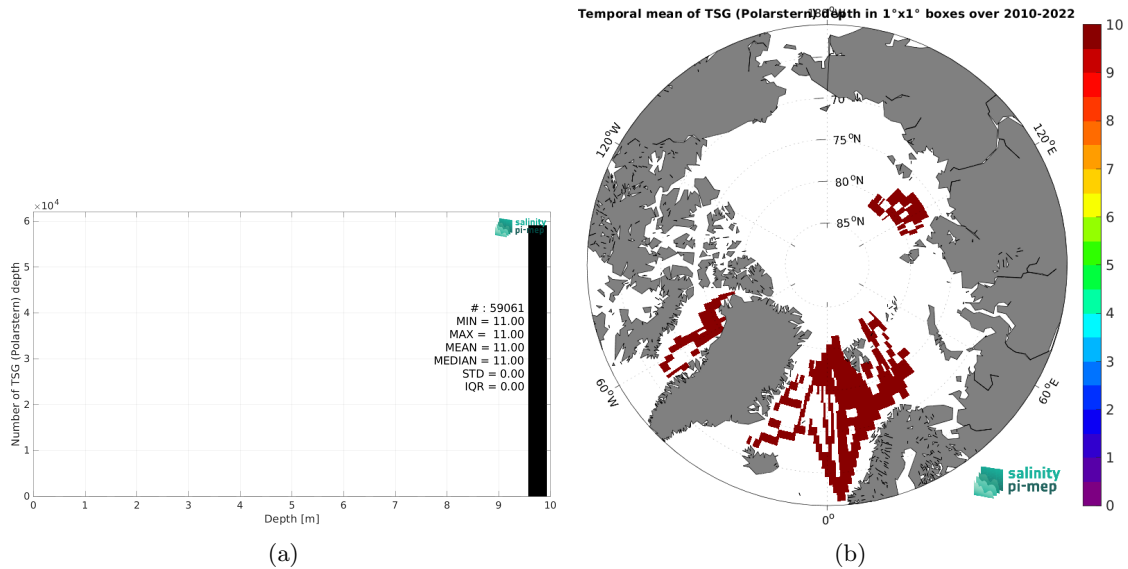 ×10⁴
6
5
4
3
2
1
0
Number of TSG (Polarstern) depth
0 1 2 3 4 5 6 7 8 9 10
Depth [m]
salinity
pi-mep
# : 59061
MIN = 11.00
MAX = 11.00
MEAN = 11.00
MEDIAN = 11.00
STD = 0.00
IQR = 0.00
(a)
Temporal mean of TSG (Polarstern) depth in 1°x1° boxes over 2010-2022
180°W
120°W
120°E
60°W
60°E
0°
75°N
80°N
85°N
10
9
8
7
6
5
4
3
2
1
0
salinity
pi-mep
(b)